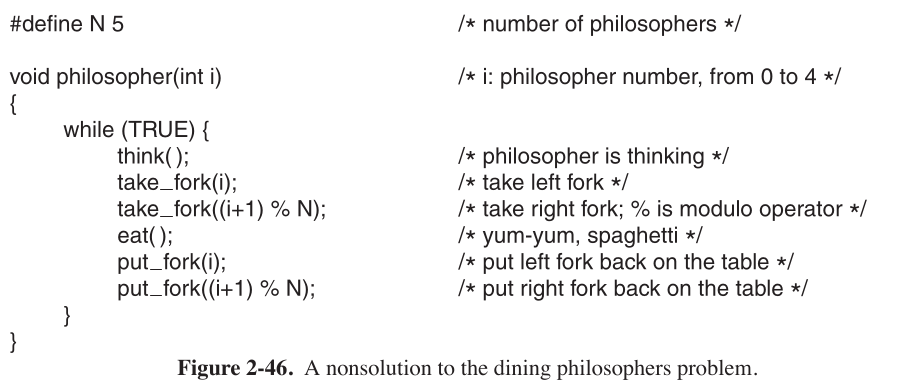 #define N 5 /* number of philosophers */
void philosopher(int i) /* i: philosopher number, from 0 to 4 */
{
while (TRUE) {
think( ); /* philosopher is thinking */
take_fork(i); /* take left fork */
take_fork((i+1) % N); /* take right fork; % is modulo operator */
eat( ); /* yum-yum, spaghetti */
put_fork(i); /* put left fork back on the table */
put_fork((i+1) % N); /* put right fork back on the table */
}
}
Figure 2-46. A nonsolution to the dining philosophers problem.